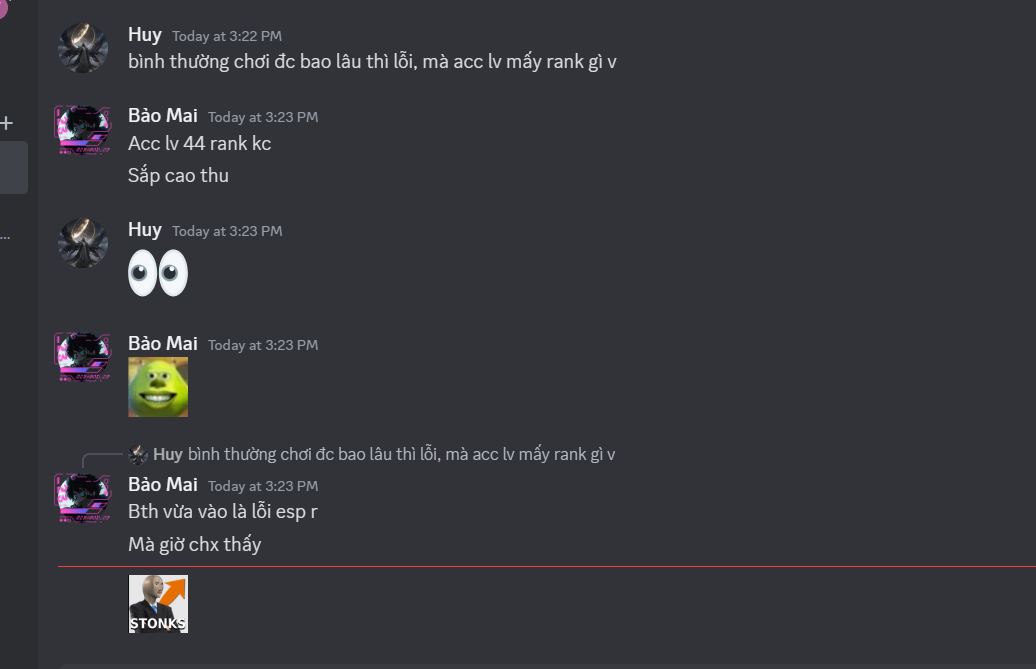 Huy Today at 3:22 PM
bình thường chơi đc bao lâu thì lỗi, mà acc lv mấy rank gì v
Bảo Mai Today at 3:23 PM
Acc lv 44 rank kc
Sắp cao thu
Huy Today at 3:23 PM
Bảo Mai Today at 3:23 PM
Huy bình thường chơi đc bao lâu thì lỗi, mà acc lv mấy rank gì v
Bảo Mai Today at 3:23 PM
Bth vừa vào là lỗi esp r
Mà giờ chx thấy
STONKS